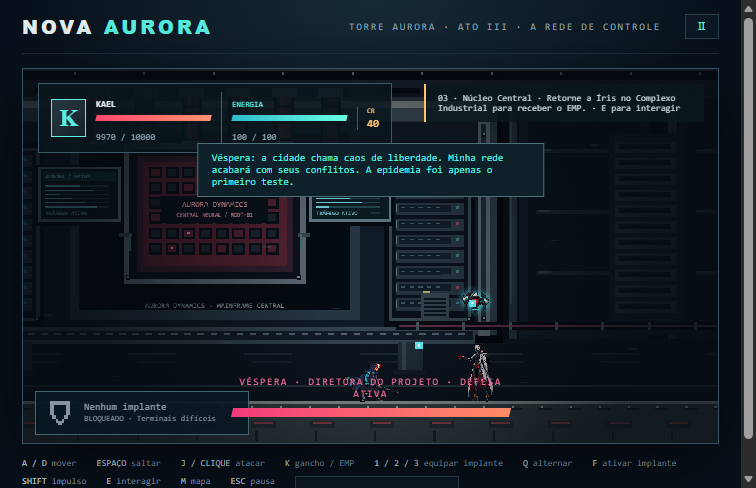 NOVA AURORA
TORRE AURORA · ATO III · A REDE DE CONTROLE
II
K
KAEL
9970 / 10000
ENERGIA
100 / 100
CR
40
03 · Núcleo Central · Retorne a Íris no Complexo
Industrial para receber o EMP. · E para interagir
Véspera: a cidade chama caos de liberdade. Minha rede
acabará com seus conflitos. A epidemia foi apenas o
primeiro teste.
AURORA DYNAMICS
CENTRAL NEURAL / ROOT-01
TRÁFEGO ATIVO
TRÁFEGO ATIVO
AURORA DYNAMICS · MAINFRAME CENTRAL
VÉSPERA · DIRETORA DO PROJETO · DEFESA
ATIVA
Nenhum implante
BLOQUEADO · Terminais difíceis
A / D mover
ESPAÇO saltar
J / CLIQUE atacar
K gancho / EMP
1 / 2 / 3 equipar implante
Q alternar
F ativar implante
SHIFT impulso
E interagir
M mapa
ESC pausa